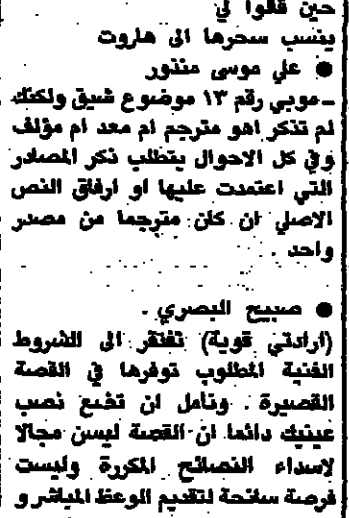 حين قالوا لي
ينسب سحرها الى هاروت
● علي موسى منذور
ـ موبي رقم ١٣ موضوع شيق ولكنك
لم تذكر اهو مترجم ام معد ام مؤلف
وفي كل الاحوال يتطلب ذكر المصادر
التي اعتمدت عليها او ارفاق النص
الاصلي ان كان مترجما من مصدر
واحد .
● صبيح البصري .
(ارادتي قوية) تفتقر الى الشروط
الفنية المطلوب توفرها في القصة
القصيرة . ونأمل ان تضع نصب
عينيك دائما ان القصة ليسن مجالا
لاسداء النصائح المكررة وليست
فرصة سانحة لتقديم الوعظ المباشر و